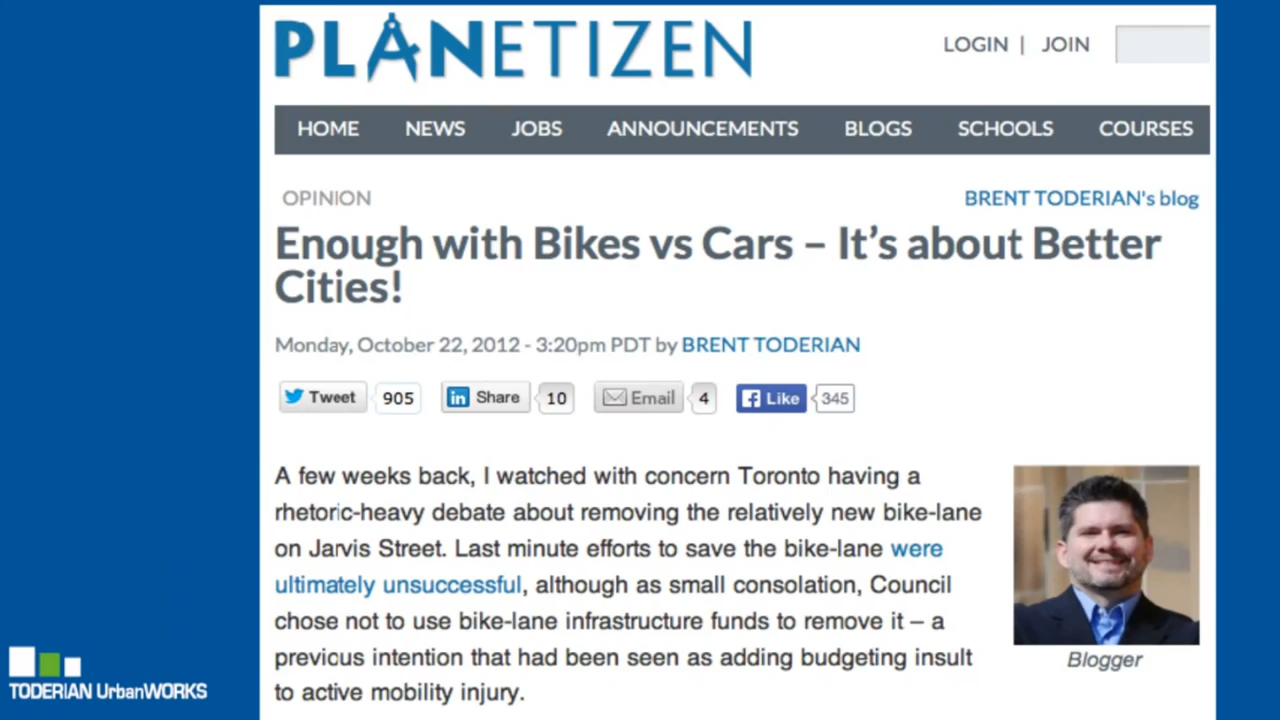 PLANETIZEN
LOGIN | JOIN
HOME NEWS JOBS ANNOUNCEMENTS BLOGS SCHOOLS COURSES
OPINION
BRENT TODERIAN's blog
Enough with Bikes vs Cars – It’s about Better
Cities!
Monday, October 22, 2012 - 3:20pm PDT by BRENT TODERIAN
Tweet 905 in Share 10 Email 4 f Like 345
A few weeks back, I watched with concern Toronto having a
rhetoric-heavy debate about removing the relatively new bike-lane
on Jarvis Street. Last minute efforts to save the bike-lane were
ultimately unsuccessful, although as small consolation, Council
chose not to use bike-lane infrastructure funds to remove it – a
previous intention that had been seen as adding budgeting insult
to active mobility injury.
Blogger
TODERIAN UrbanWORKS